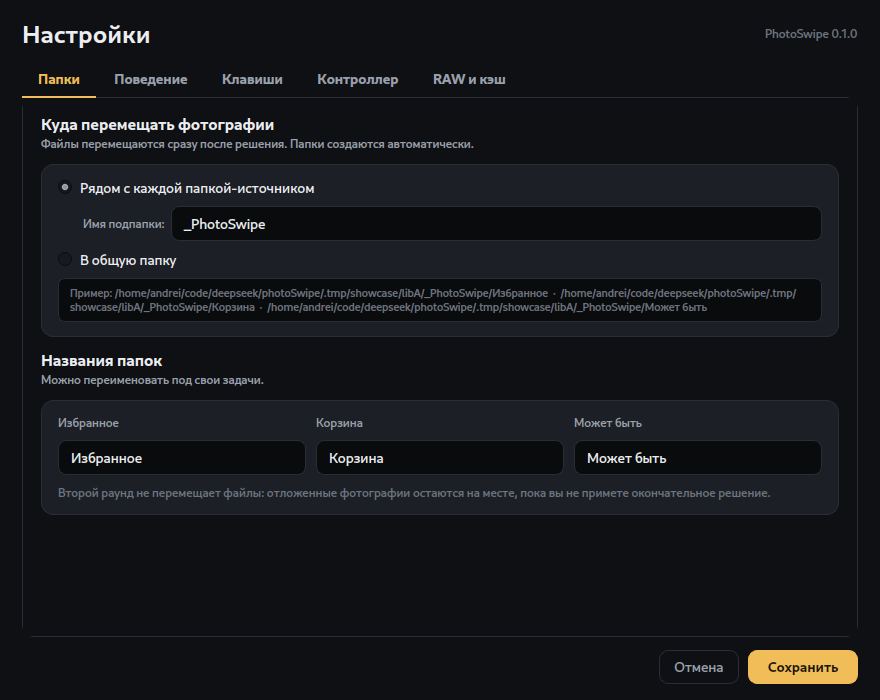 Настройки
PhotoSwipe 0.1.0
Папки Поведение Клавиши Контроллер RAW и кэш
Куда перемещать фотографии
Файлы перемещаются сразу после решения. Папки создаются автоматически.
Рядом с каждой папкой-источником
Имя подпапки: _PhotoSwipe
В общую папку
Пример: /home/andrei/code/deepseek/photoSwipe/.tmp/showcase/libA/_PhotoSwipe/Избранное · /home/andrei/code/deepseek/photoSwipe/.tmp/
showcase/libA/_PhotoSwipe/Корзина · /home/andrei/code/deepseek/photoSwipe/.tmp/showcase/libA/_PhotoSwipe/Может быть
Названия папок
Можно переименовать под свои задачи.
Избранное Корзина Может быть
Избранное Корзина Может быть
Второй раунд не перемещает файлы: отложенные фотографии остаются на месте, пока вы не примете окончательное решение.
Отмена Сохранить